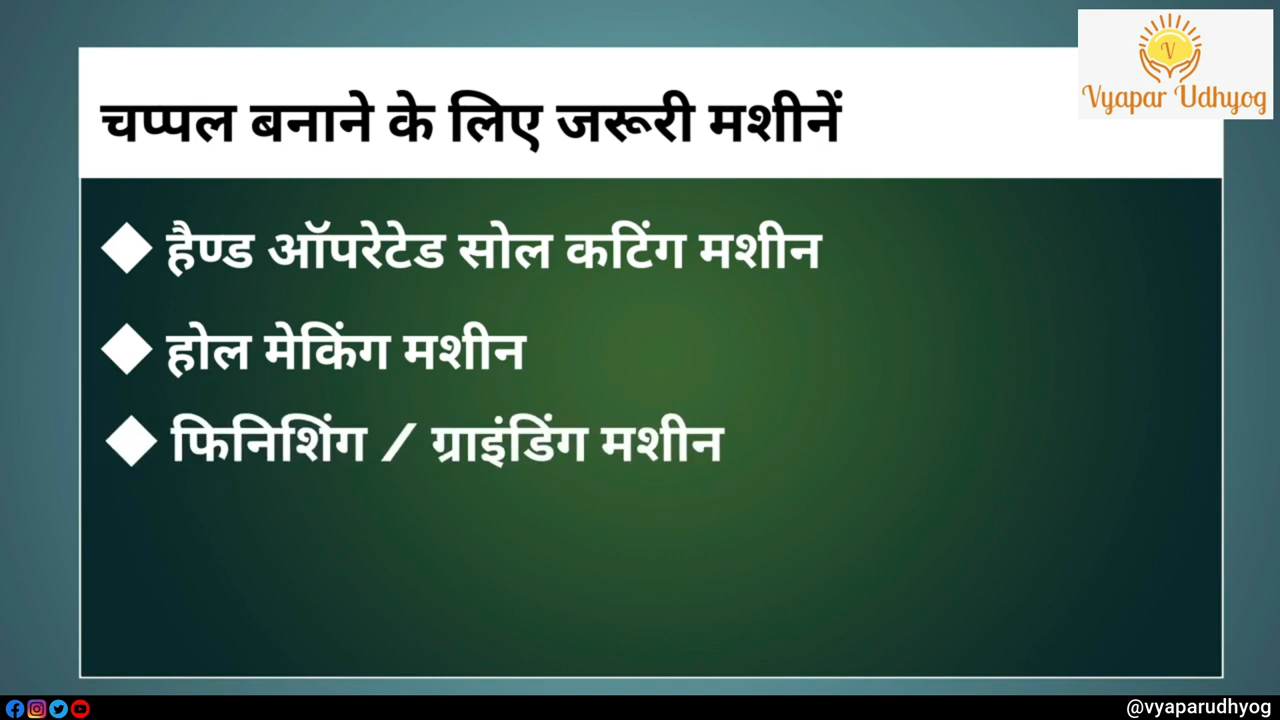 चप्पल बनाने के लिए जरूरी मशीनें
V
Vyapar Udhyog
हैण्ड ऑपरेटेड सोल कटिंग मशीन
होल मेकिंग मशीन
फिनिशिंग / ग्राइंडिंग मशीन
@vyaparudhyog